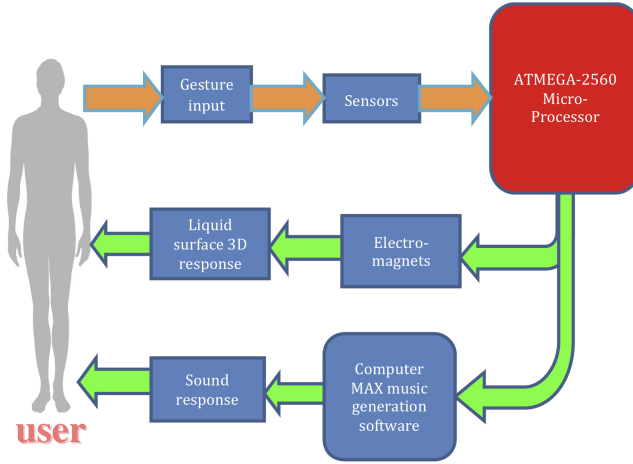 Gesture
input
Sensors
ATMEGA-2560
Micro-
Processor
Liquid
surface 3D
response
Electro-
magnets
Sound
response
Computer
MAX music
generation
software
user